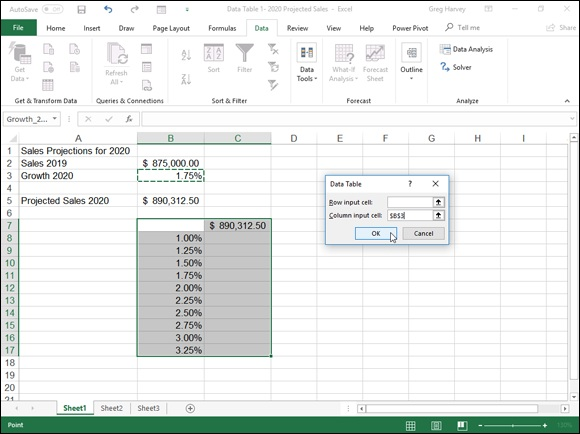 AutoSave Off
Data Table 1- 2020 Projected Sales - Excel
Greg Harvey
File Home Insert Draw Page Layout Formulas Data Review View Help Power Pivot Tell me Share
Get Data
Refresh All
Sort
Filter
Data Tools
What-If Analysis
Forecast Sheet
Outline
Data Analysis
Solver
Get & Transform Data
Queries & Connections
Sort & Filter
Forecast
Analysis
Growth_2...
fx
A B C D E F G H I
1 Sales Projections for 2020
2 Sales 2019 $ 875,000.00
3 Growth 2020 1.75%
4
5 Projected Sales 2020 $ 890,312.50
6
7 $ 890,312.50
8 1.00%
9 1.25%
10 1.50%
11 1.75%
12 2.00%
13 2.25%
14 2.50%
15 2.75%
16 3.00%
17 3.25%
18
19
20
21
Data Table ? ×
Row input cell:
Column input cell: $B$3
OK Cancel
Sheet1 Sheet2 Sheet3
Point